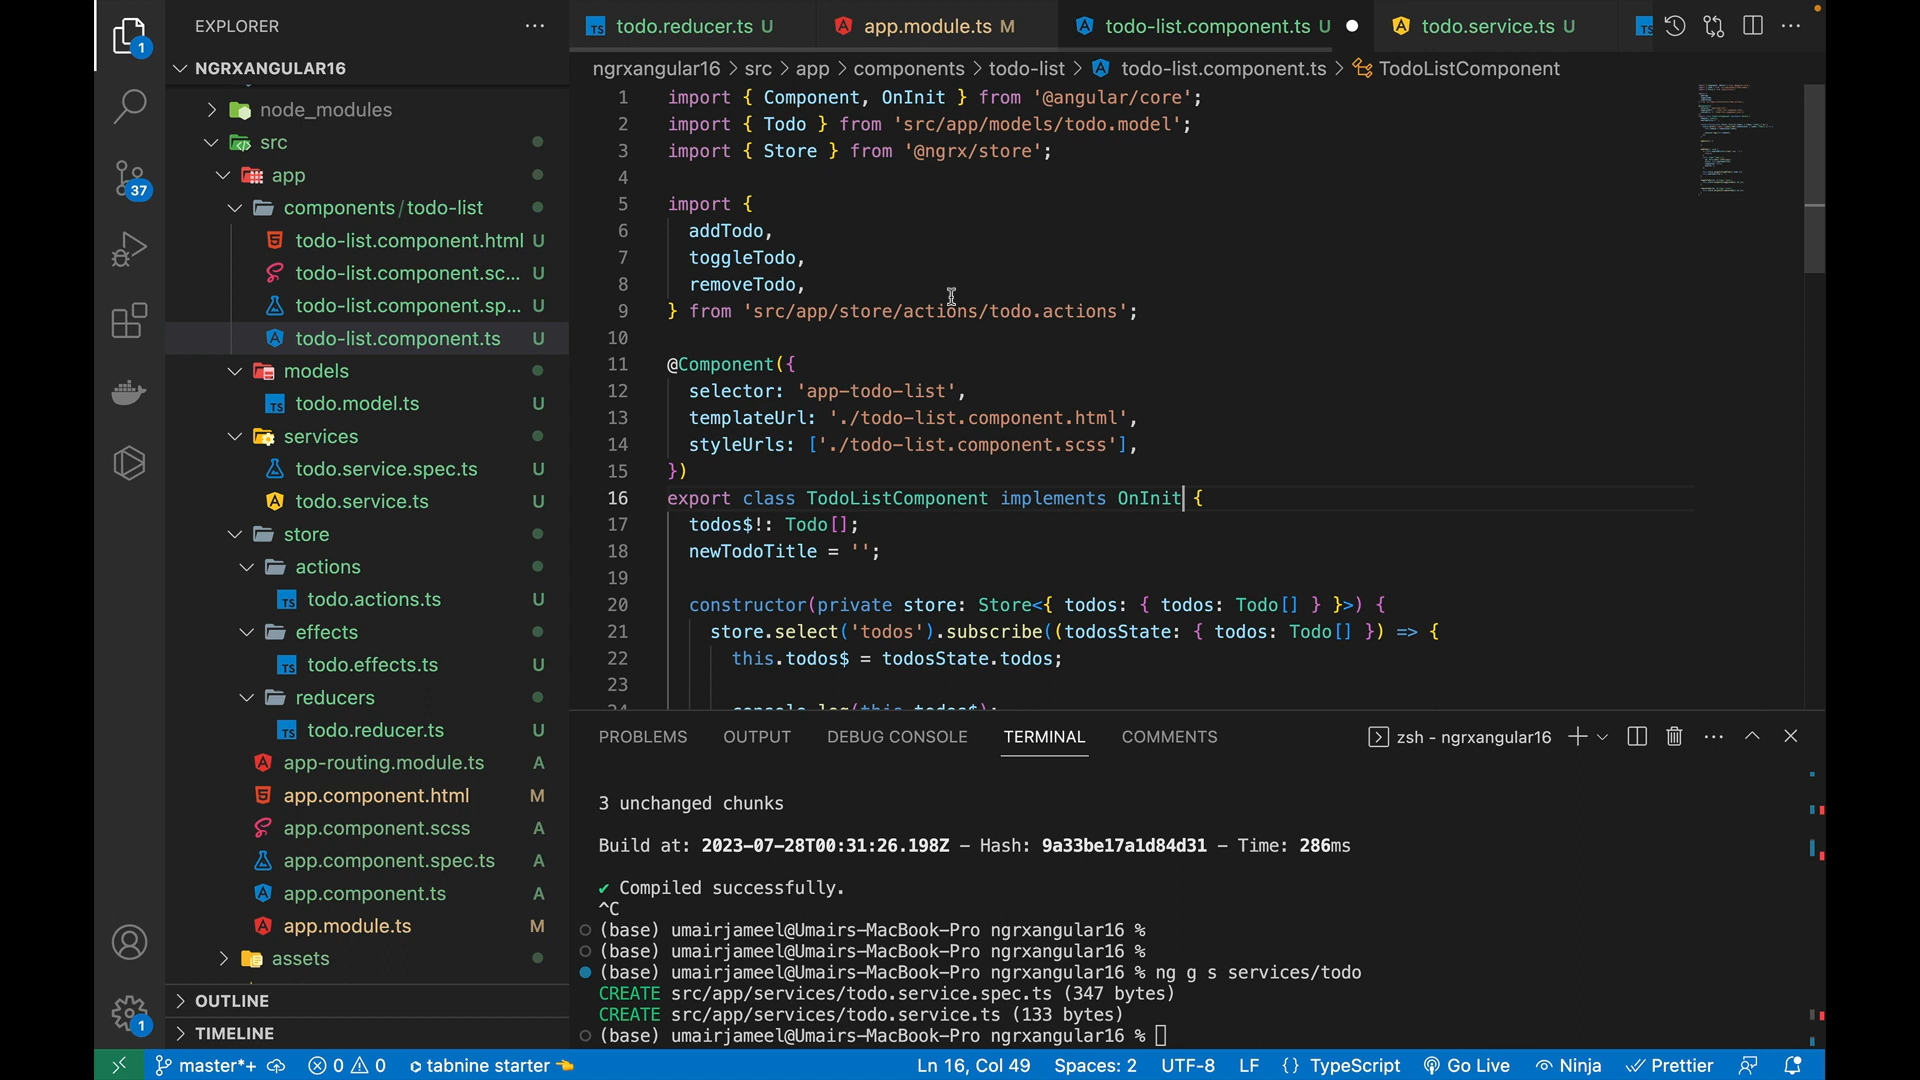 EXPLORER
NGRXANGULAR16
node_modules
src
app
components/todo-list
todo-list.component.html U
todo-list.component.sc... U
todo-list.component.sp... U
todo-list.component.ts U
models
todo.model.ts U
services
todo.service.spec.ts U
todo.service.ts U
store
actions
todo.actions.ts U
effects
todo.effects.ts U
reducers
todo.reducer.ts U
app-routing.module.ts A
app.component.html M
app.component.scss A
app.component.spec.ts A
app.component.ts A
app.module.ts M
assets
OUTLINE
TIMELINE
1
37
1
todo.reducer.ts U
app.module.ts M
todo-list.component.ts U
todo.service.ts U
ngrxangular16 > src > app > components > todo-list > todo-list.component.ts > TodoListComponent
1 import { Component, OnInit } from '@angular/core';
2 import { Todo } from 'src/app/models/todo.model';
3 import { Store } from '@ngrx/store';
4
5 import {
6 addTodo,
7 toggleTodo,
8 removeTodo,
9 } from 'src/app/store/actions/todo.actions';
10
11 @Component({
12 selector: 'app-todo-list',
13 templateUrl: './todo-list.component.html',
14 styleUrls: ['./todo-list.component.scss'],
15 })
16 export class TodoListComponent implements OnInit {
17 todos$!: Todo[];
18 newTodoTitle = '';
19
20 constructor(private store: Store<{ todos: { todos: Todo[] } }>) {
21 store.select('todos').subscribe((todosState: { todos: Todo[] }) => {
22 this.todos$ = todosState.todos;
23
24 console.log(this.todos$);
PROBLEMS OUTPUT DEBUG CONSOLE TERMINAL COMMENTS
zsh - ngrxangular16
3 unchanged chunks
Build at: 2023-07-28T00:31:26.198Z - Hash: 9a33be17a1d84d31 - Time: 286ms
✔ Compiled successfully.
^C
(base) umairjameel@Umairs-MacBook-Pro ngrxangular16 %
(base) umairjameel@Umairs-MacBook-Pro ngrxangular16 %
(base) umairjameel@Umairs-MacBook-Pro ngrxangular16 % ng g s services/todo
CREATE src/app/services/todo.service.spec.ts (347 bytes)
CREATE src/app/services/todo.service.ts (133 bytes)
(base) umairjameel@Umairs-MacBook-Pro ngrxangular16 %
master*+ 0 0 tabnine starter Ln 16, Col 49 Spaces: 2 UTF-8 LF {} TypeScript Go Live Ninja Prettier